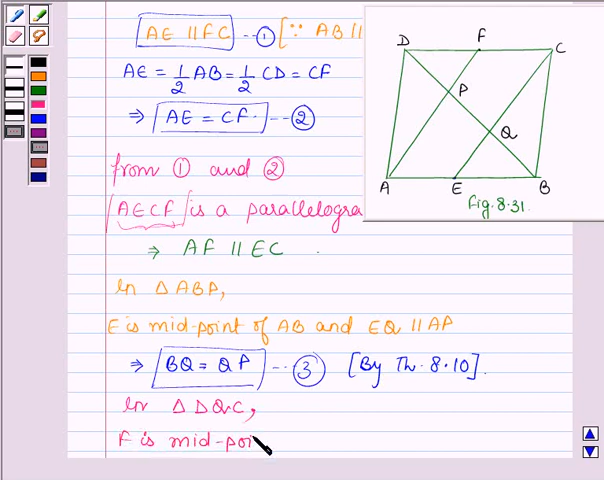 AE || FC --- ① [∵ AB ||
AE = 1/2 AB = 1/2 CD = CF
⇒ AE = CF. --- ②
from ① and ②
AECF is a parallelogra
⇒ AF || EC .
In △ ABP,
E is mid-point of AB and EQ || AP
⇒ BQ = QP --- ③ [By Th. 8.10].
In △ DQC,
F is mid-poi
D F C
P
Q
A E B
Fig. 8.31